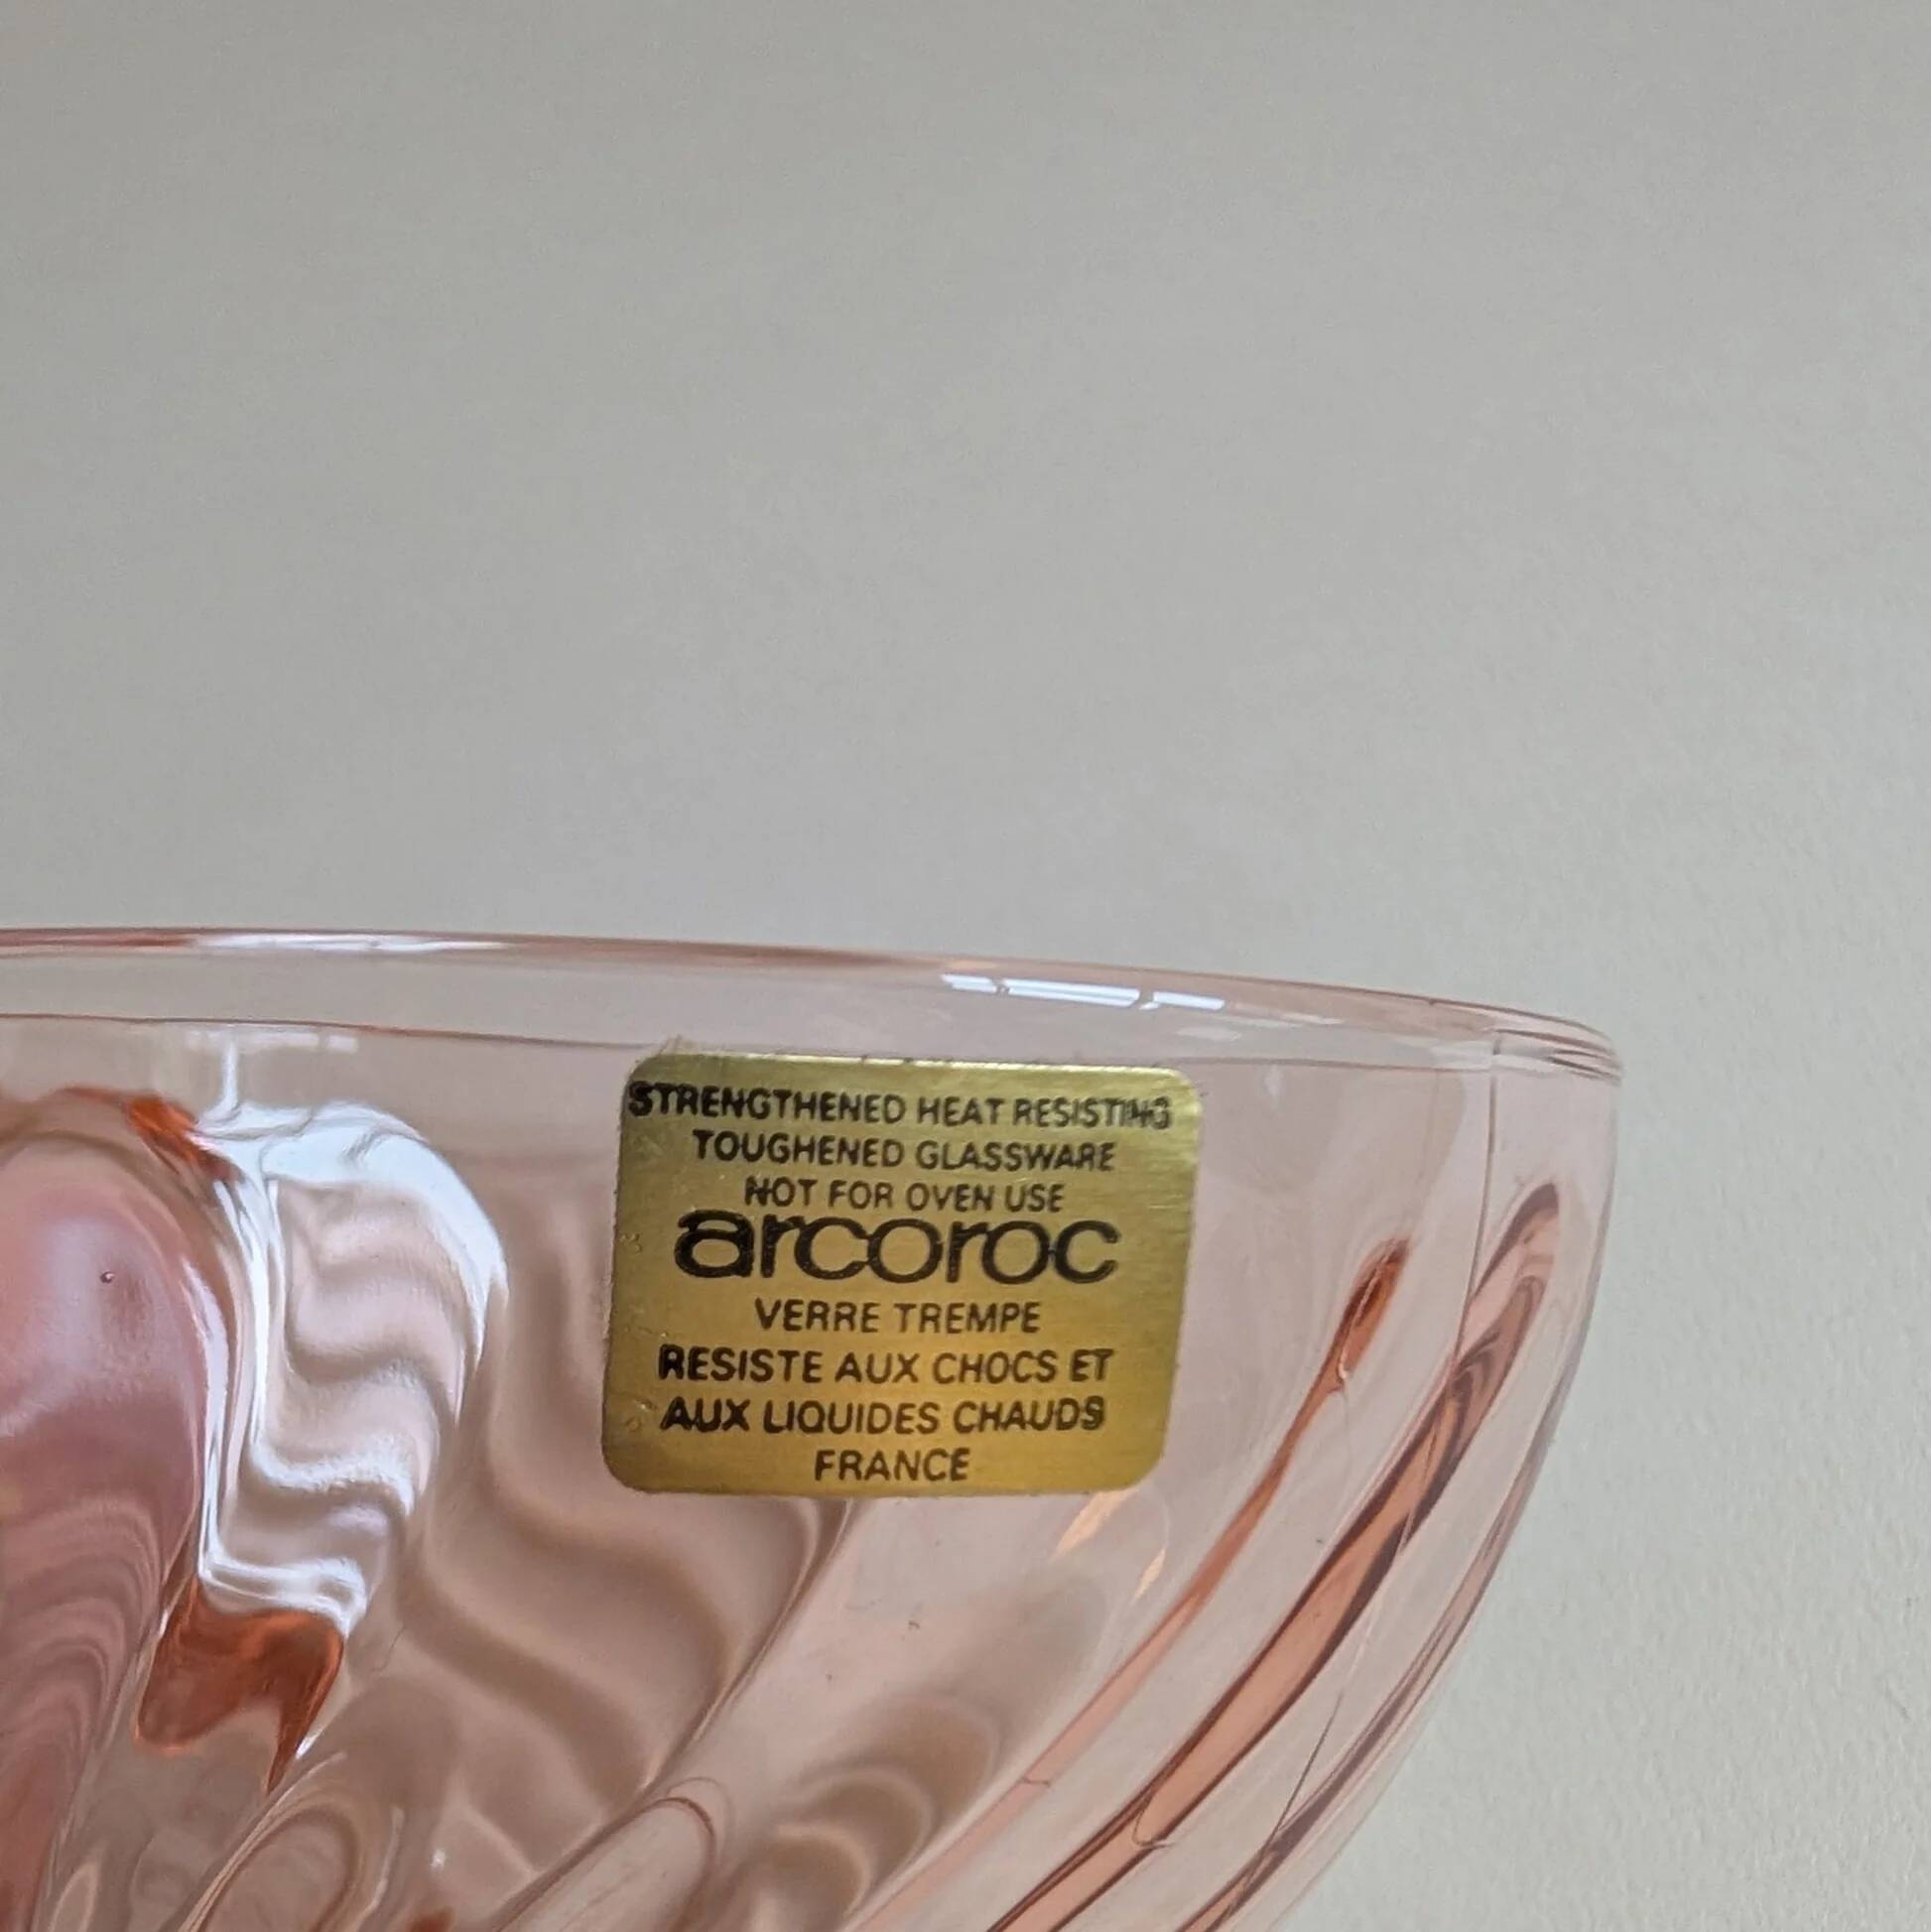 STRENGTHENED HEAT RESISTING
TOUGHENED GLASSWARE
NOT FOR OVEN USE
arcoroc
VERRE TREMPE
RESISTE AUX CHOCS ET
AUX LIQUIDES CHAUDS
FRANCE